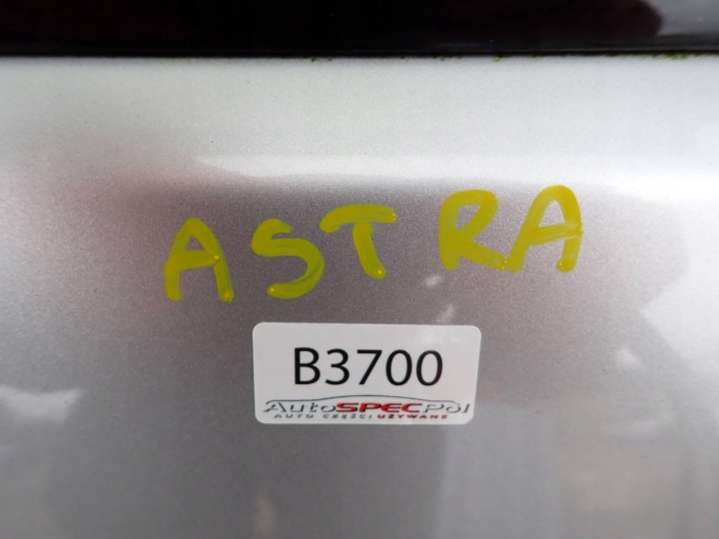 ASTRA
B3700
AutoSPECPol
AUTO CZĘŚCI UŻYWANE